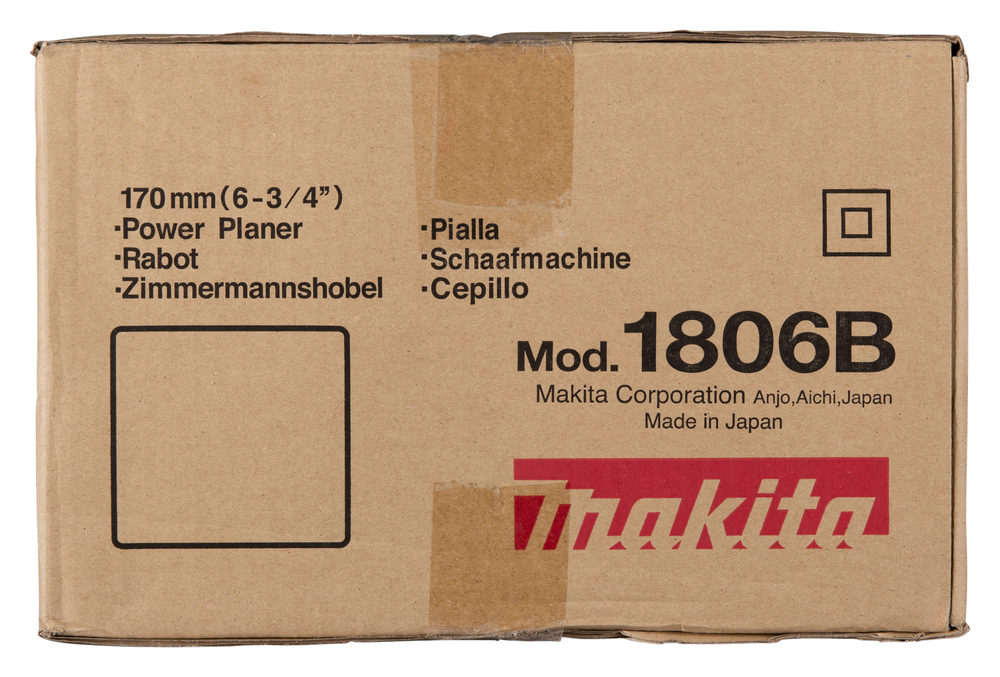 170mm(6-3/4”)
·Power Planer
·Rabot
·Zimmermannshobel
·Pialla
·Schaafmachine
·Cepillo
Mod.1806B
Makita Corporation Anjo,Aichi,Japan
Made in Japan
makita